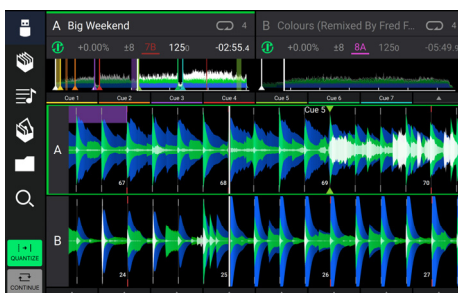 A Big Weekend 4
B Colours (Remixed By Fred F... 4
+0.00% ±8 7B 125.0 -02:55.4
+0.00% ±8 8A 125.0 -05:49.9
Cue 1 Cue 2 Cue 3 Cue 4 Cue 5 Cue 6 Cue 7
Cue 5
A
67 68 69 70
B
24 25 26 27
QUANTIZE
CONTINUE